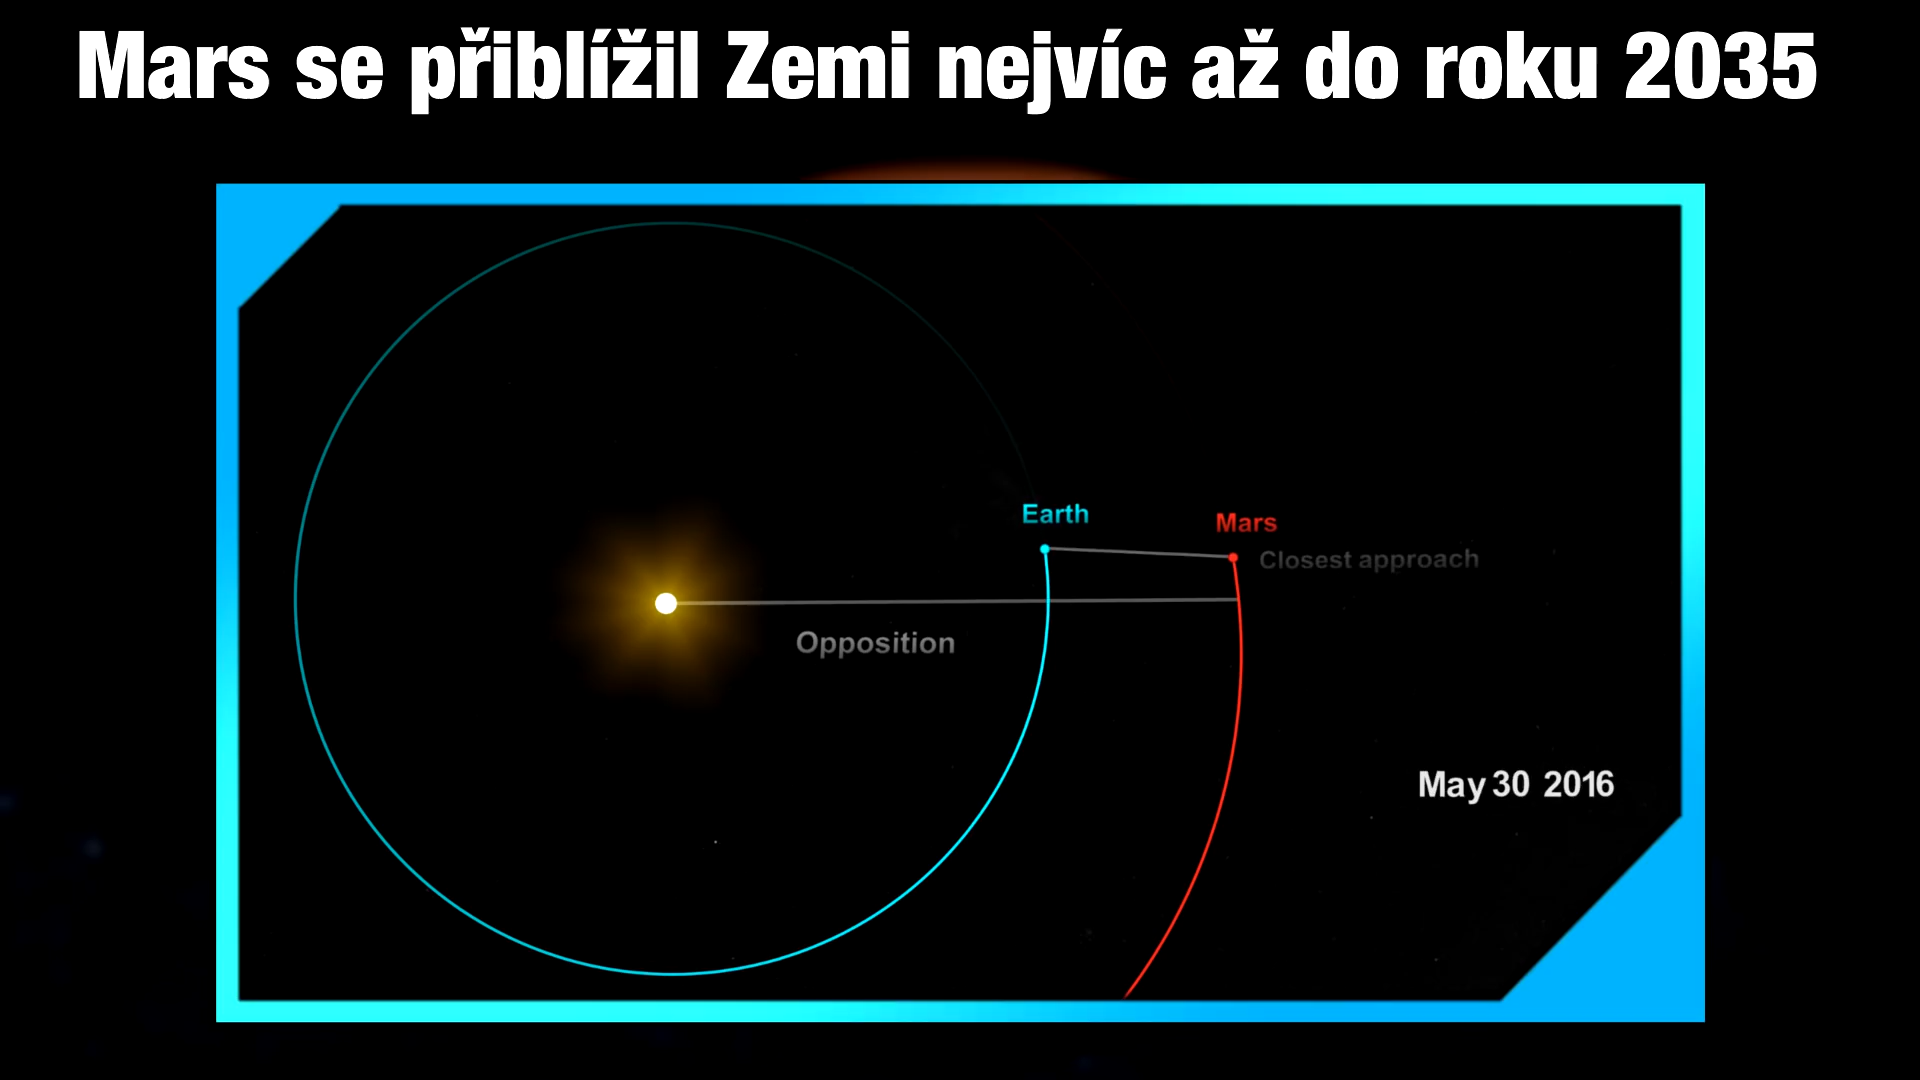 Mars se přiblížil Zemi nejvíc až do roku 2035
Earth
Mars
Closest approach
Opposition
May 30 2016